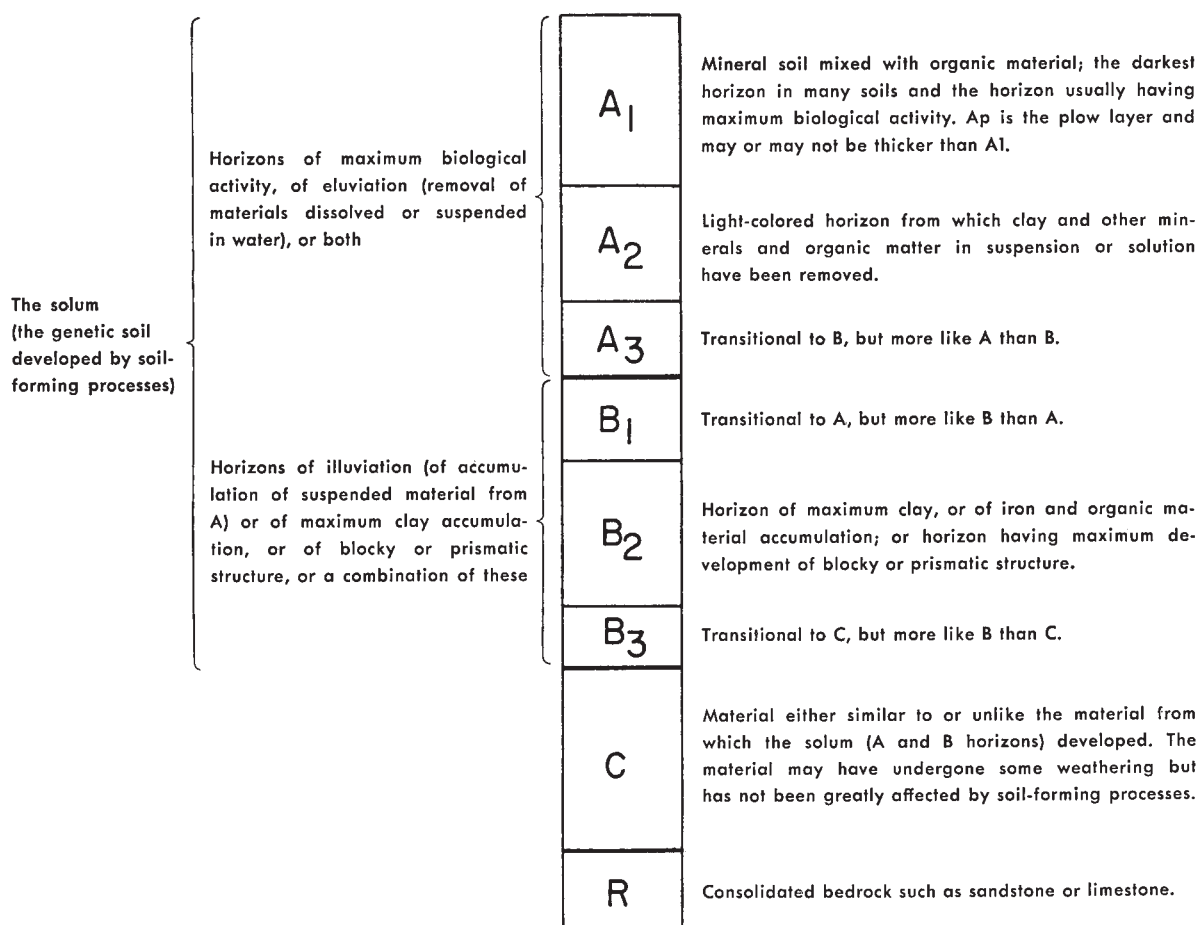 The solum
(the genetic soil
developed by soil-
forming processes)
Horizons of maximum biological
activity, of eluviation (removal of
materials dissolved or suspended
in water), or both
Horizons of illuviation (of accumu-
lation of suspended material from
A) or of maximum clay accumula-
tion, or of blocky or prismatic
structure, or a combination of these
A1
Mineral soil mixed with organic material; the darkest
horizon in many soils and the horizon usually having
maximum biological activity. Ap is the plow layer and
may or may not be thicker than A1.
A2
Light-colored horizon from which clay and other min-
erals and organic matter in suspension or solution
have been removed.
A3
Transitional to B, but more like A than B.
B1
Transitional to A, but more like B than A.
B2
Horizon of maximum clay, or of iron and organic ma-
terial accumulation; or horizon having maximum de-
velopment of blocky or prismatic structure.
B3
Transitional to C, but more like B than C.
C
Material either similar to or unlike the material from
which the solum (A and B horizons) developed. The
material may have undergone some weathering but
has not been greatly affected by soil-forming processes.
R
Consolidated bedrock such as sandstone or limestone.